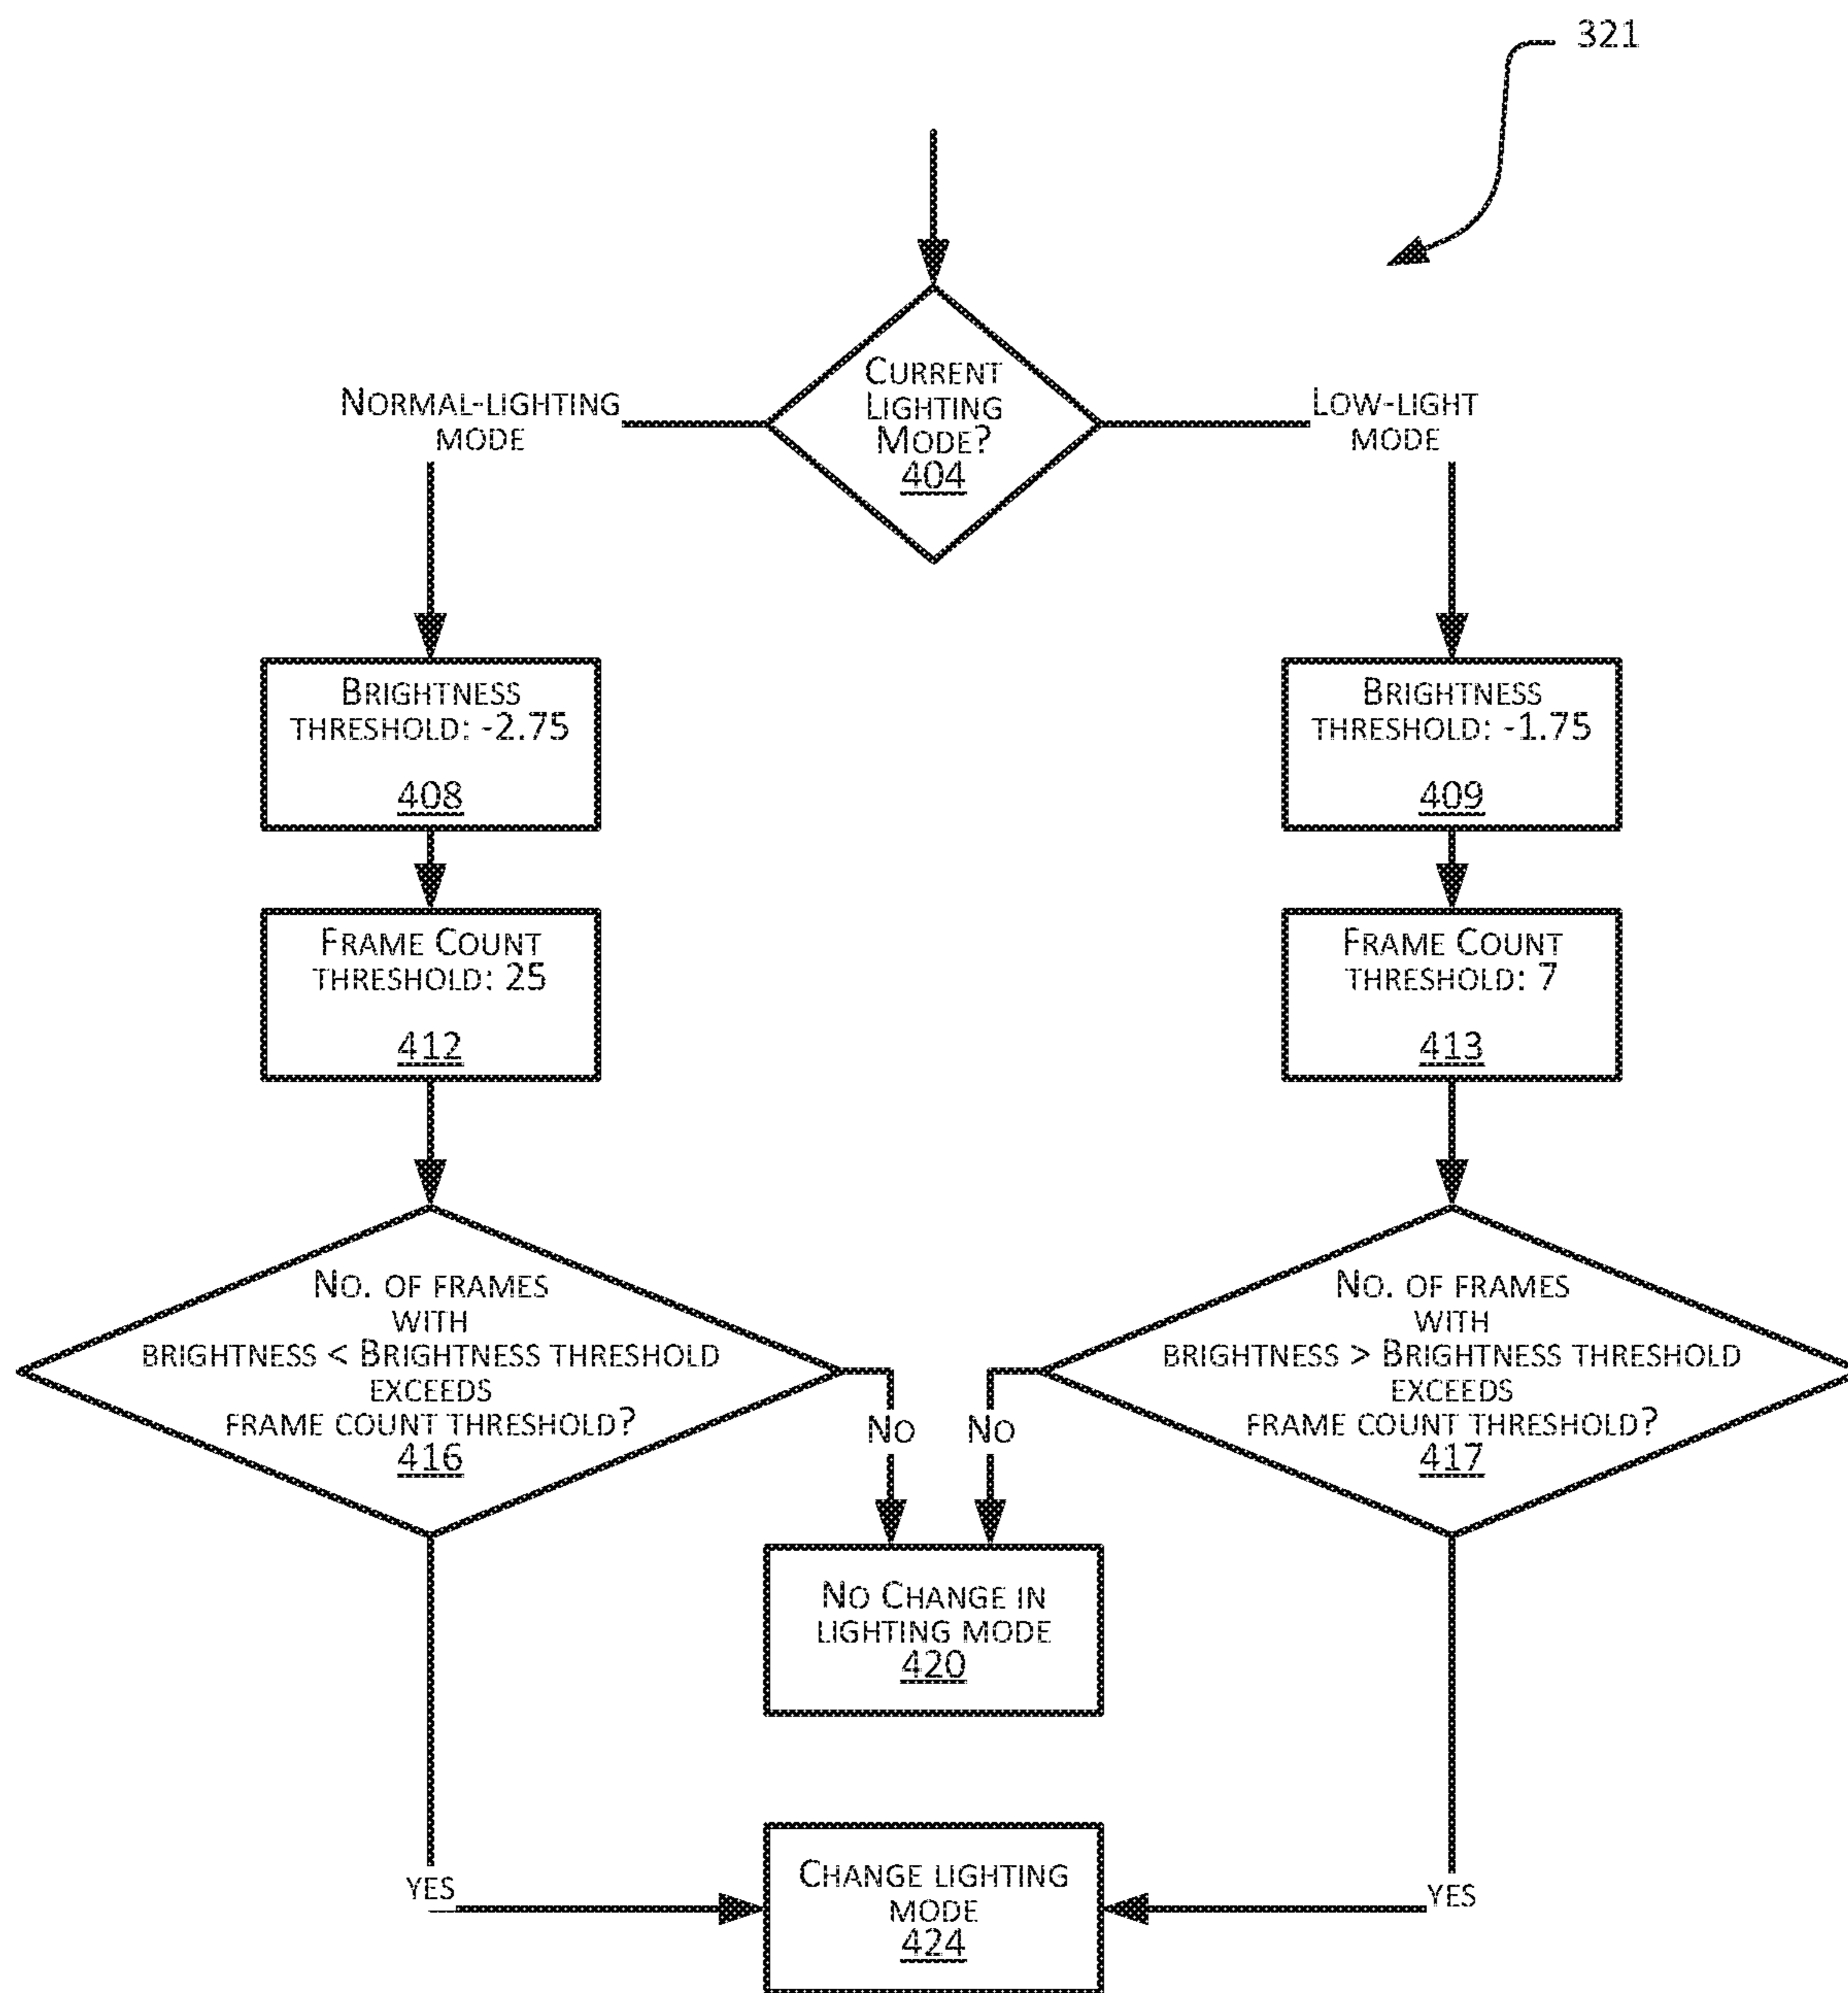 321
Current
Lighting
Mode?
404
Normal-lighting
mode
Low-light
mode
Brightness
threshold: -2.75
408
Brightness
threshold: -1.75
409
Frame Count
threshold: 25
412
Frame Count
threshold: 7
413
No. of frames
with
brightness < Brightness threshold
exceeds
frame count threshold?
416
No. of frames
with
brightness > Brightness threshold
exceeds
frame count threshold?
417
No
No
No Change in
lighting mode
420
yes
yes
Change lighting
mode
424